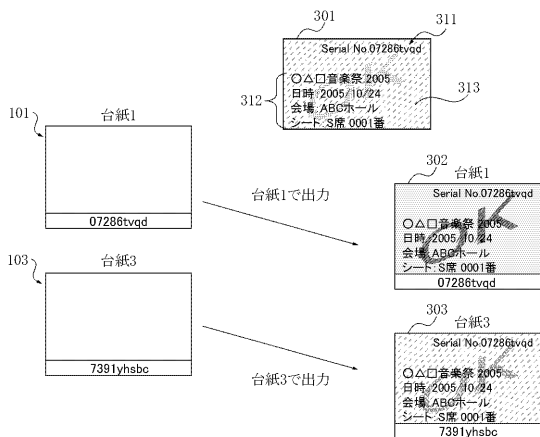 301
311
Serial No.07286tvqd
〇△□音楽祭 2005
日時:2005/10/24
会場:ABCホール
シート:S席 0001番
312
313
101
台紙1
07286tvqd
台紙1で出力
302
台紙1
Serial No.07286tvqd
〇△□音楽祭 2005
日時:2005/10/24
会場:ABCホール
シート:S席 0001番
OK
07286tvqd
103
台紙3
7391yhsbc
台紙3で出力
303
台紙3
Serial No.07286tvqd
〇△□音楽祭 2005
日時:2005/10/24
会場:ABCホール
シート:S席 0001番
OK
7391yhsbc